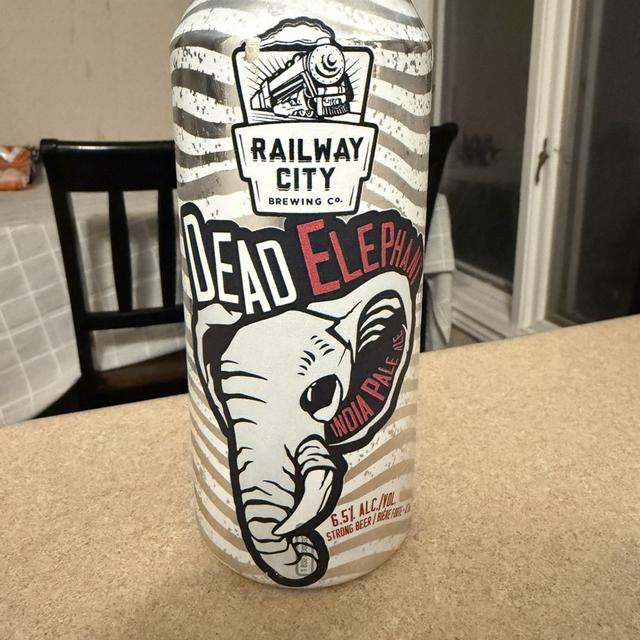 RAILWAY
CITY
BREWING CO.
DEAD ELEPHANT
INDIA PALE ALE
6.5% ALC./VOL.
STRONG BEER / BIÈRE FORTE